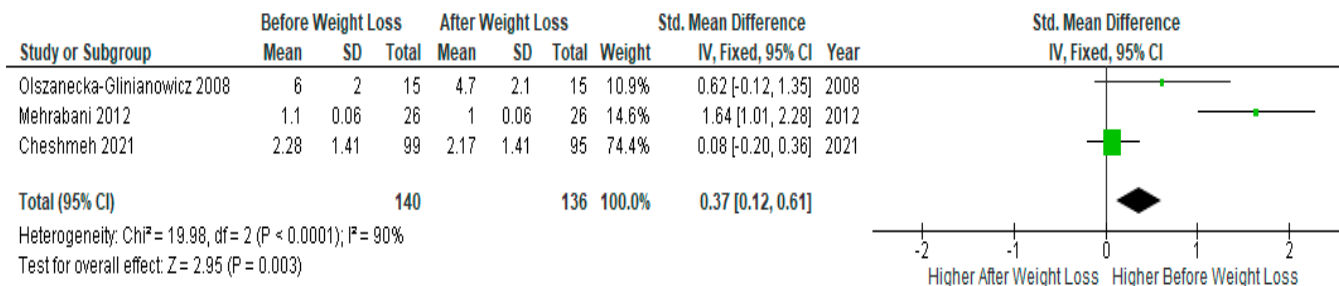 Before Weight Loss After Weight Loss Std. Mean Difference Std. Mean Difference
Study or Subgroup Mean SD Total Mean SD Total Weight IV, Fixed, 95% CI Year IV, Fixed, 95% CI
Olszanecka-Glinianowicz 2008 6 2 15 4.7 2.1 15 10.9% 0.62 [-0.12, 1.35] 2008
Mehrabani 2012 1.1 0.06 26 1 0.06 26 14.6% 1.64 [1.01, 2.28] 2012
Cheshmeh 2021 2.28 1.41 99 2.17 1.41 95 74.4% 0.08 [-0.20, 0.36] 2021
Total (95% CI) 140 136 100.0% 0.37 [0.12, 0.61]
Heterogeneity: Chi² = 19.98, df = 2 (P < 0.0001); I² = 90%
Test for overall effect: Z = 2.95 (P = 0.003)
-2 -1 0 1 2
Higher After Weight Loss Higher Before Weight Loss